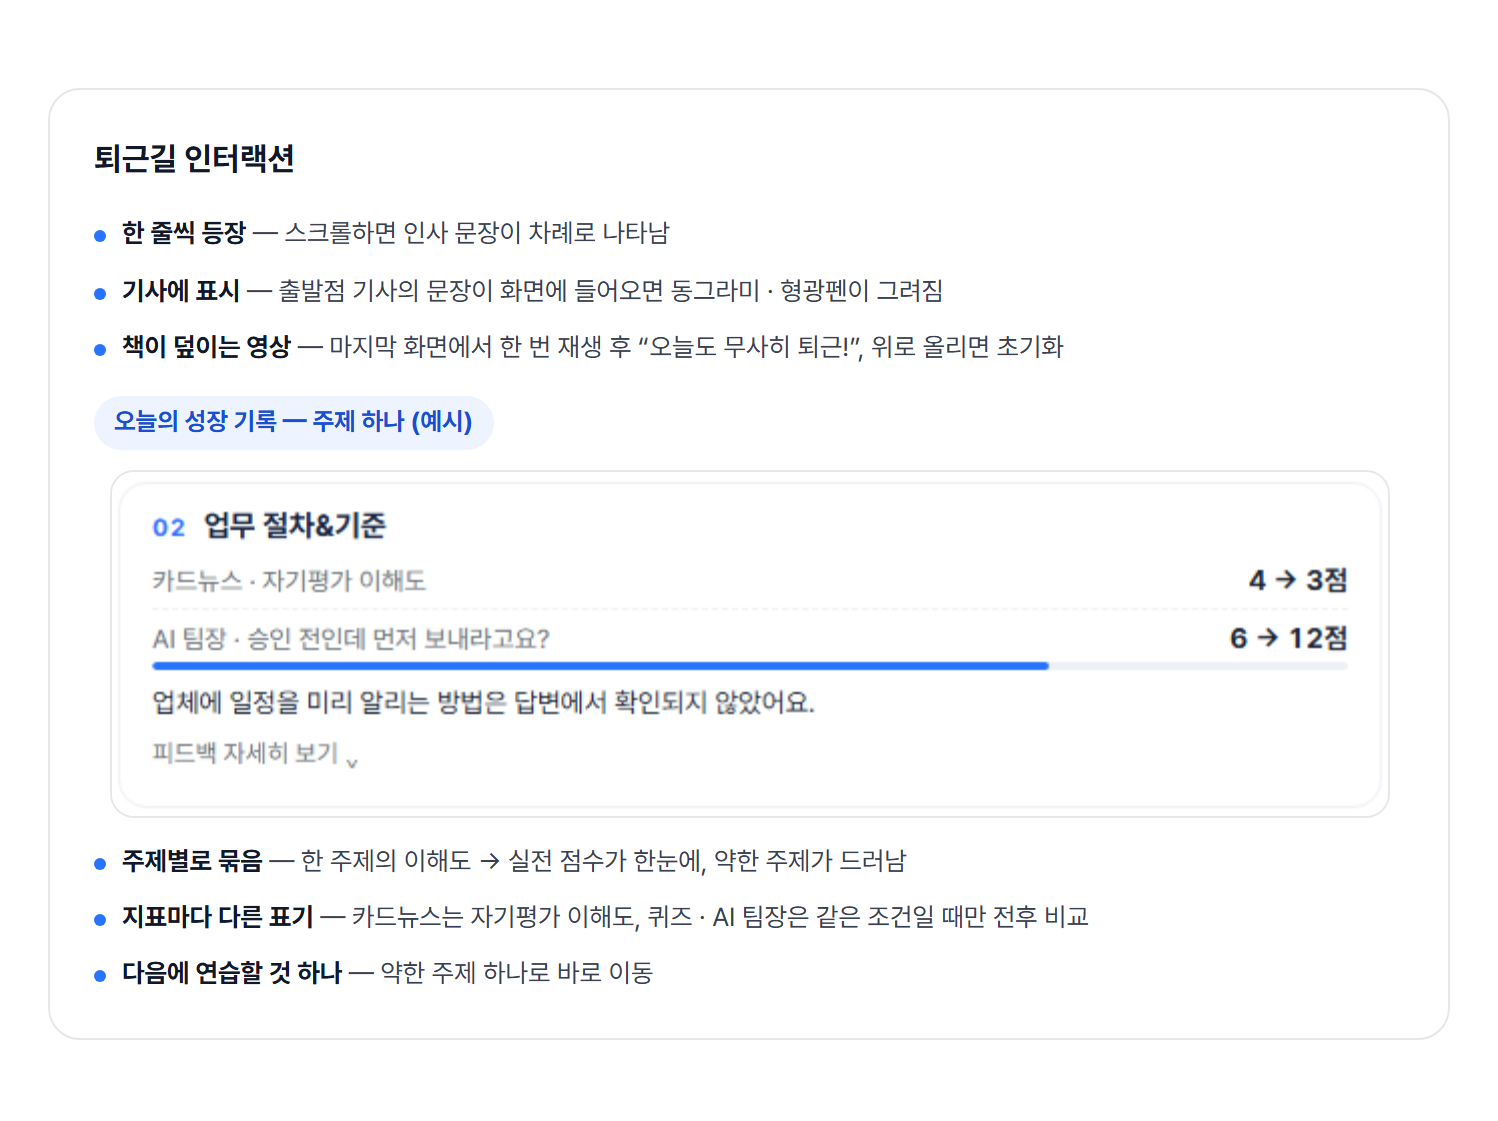 퇴근길 인터랙션
한 줄씩 등장 — 스크롤하면 인사 문장이 차례로 나타남
기사에 표시 — 출발점 기사의 문장이 화면에 들어오면 동그라미 · 형광펜이 그려짐
책이 덮이는 영상 — 마지막 화면에서 한 번 재생 후 “오늘도 무사히 퇴근!”, 위로 올리면 초기화
오늘의 성장 기록 — 주제 하나 (예시)
02 업무 절차&기준
카드뉴스 · 자기평가 이해도 4 → 3점
AI 팀장 · 승인 전인데 먼저 보내라고요? 6 → 12점
업체에 일정을 미리 알리는 방법은 답변에서 확인되지 않았어요.
피드백 자세히 보기
주제별로 묶음 — 한 주제의 이해도 → 실전 점수가 한눈에, 약한 주제가 드러남
지표마다 다른 표기 — 카드뉴스는 자기평가 이해도, 퀴즈 · AI 팀장은 같은 조건일 때만 전후 비교
다음에 연습할 것 하나 — 약한 주제 하나로 바로 이동